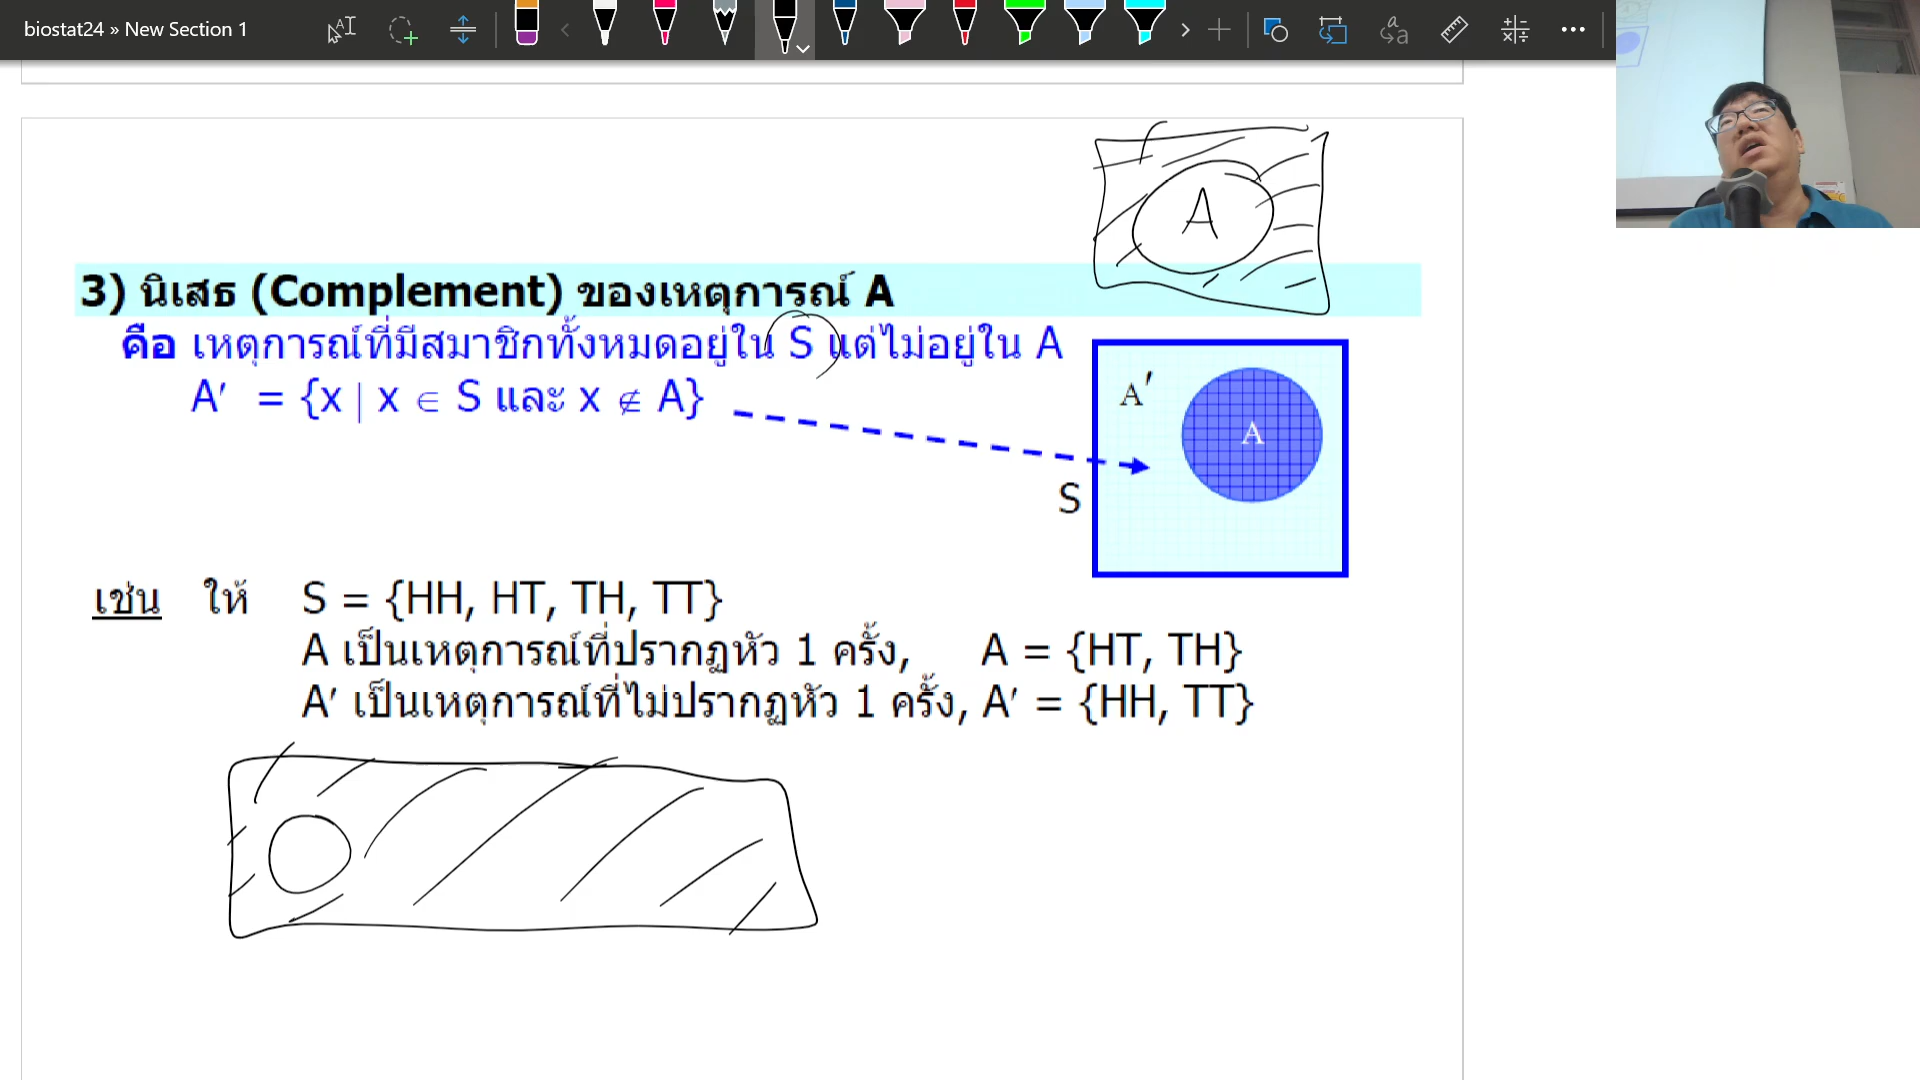 biostat24 » New Section 1
A
3) นิเสธ (Complement) ของเหตุการณ์ A
คือ เหตุการณ์ที่มีสมาชิกทั้งหมดอยู่ใน S แต่ไม่อยู่ใน A
A′ = {x | x ∈ S และ x ∉ A}
A′
A
S
เช่น ให้ S = {HH, HT, TH, TT}
A เป็นเหตุการณ์ที่ปรากฏหัว 1 ครั้ง, A = {HT, TH}
A′ เป็นเหตุการณ์ที่ไม่ปรากฏหัว 1 ครั้ง, A′ = {HH, TT}